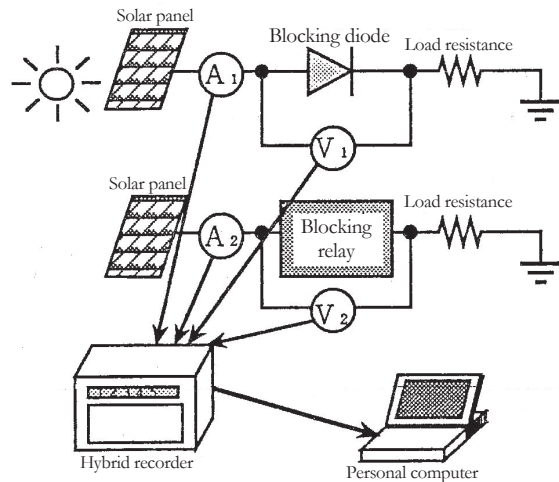 Blocking diode
Solar panel
Load resistance
A1
V1
Solar panel
Load resistance
A2
Blocking
relay
V2
Hybrid recorder
Personal computer